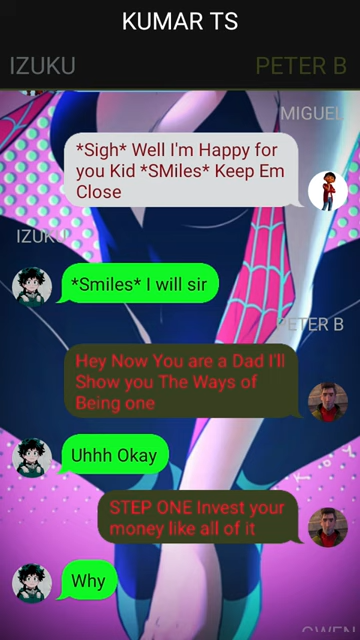 KUMAR TS
IZUKU
PETER B
MIGUEL
*Sigh* Well I'm Happy for
you Kid *SMiles* Keep Em
Close
IZUKU
*Smiles* I will sir
PETER B
Hey Now You are a Dad I'll
Show you The Ways of
Being one
Uhhh Okay
STEP ONE Invest your
money like all of it
Why
GWEN